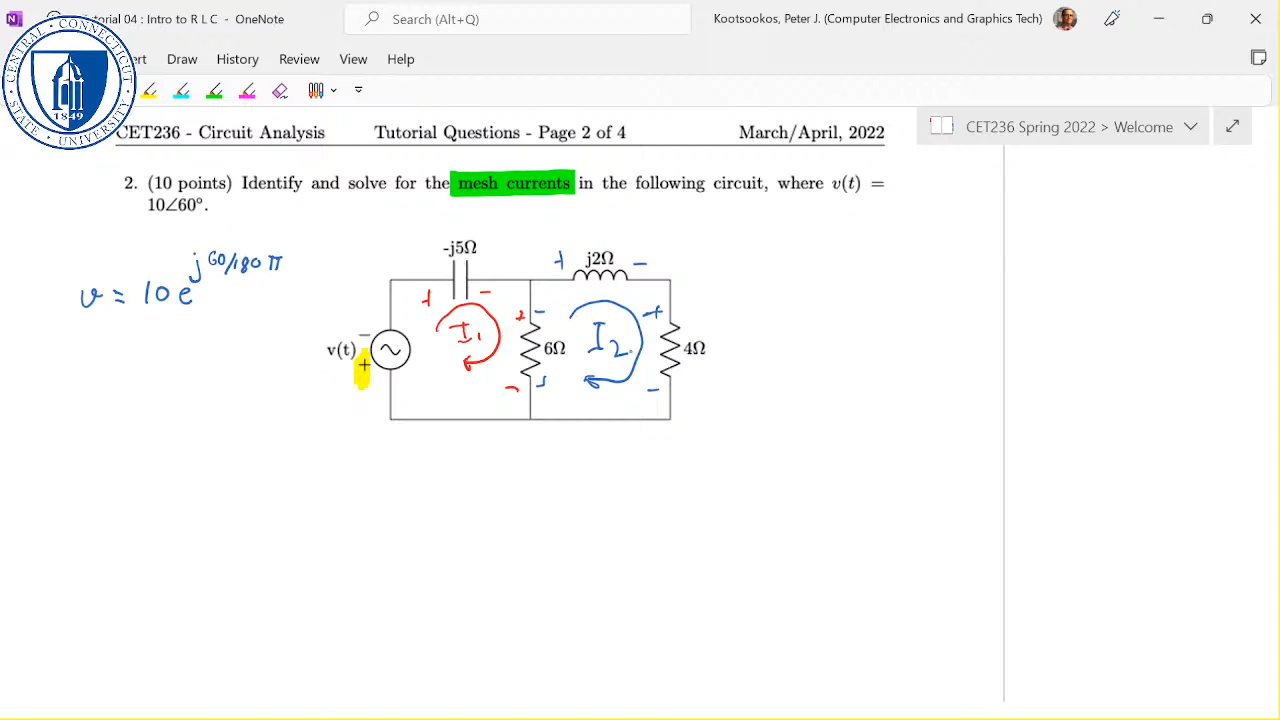 Tutorial 04 : Intro to R L C - OneNote
Search (Alt+Q)
Kootsookos, Peter J. (Computer Electronics and Graphics Tech)
Draw History Review View Help
CENTRAL · CONNECTICUT
STATE · UNIVERSITY
1849
CET236 Spring 2022 > Welcome
CET236 - Circuit Analysis Tutorial Questions - Page 2 of 4 March/April, 2022
2. (10 points) Identify and solve for the mesh currents in the following circuit, where v(t) =
10∠60°.
v = 10 e^j 60/180 π
-j5Ω
+ j2Ω −
+ −
I₁
I₂
+ − +
− v(t) +
6Ω
4Ω
− + −